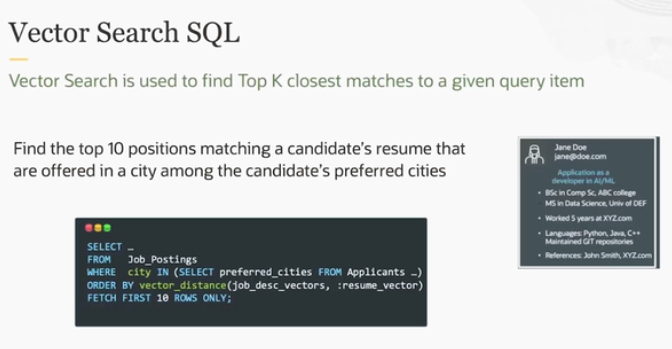 Vector Search SQL
Vector Search is used to find Top K closest matches to a given query item
Find the top 10 positions matching a candidate's resume that
are offered in a city among the candidate's preferred cities
SELECT …
FROM Job_Postings
WHERE city IN (SELECT preferred_cities FROM Applicants …)
ORDER BY vector_distance(job_desc_vectors, :resume_vector)
FETCH FIRST 10 ROWS ONLY;
Jane Doe
jane@doe.com
Application as a
developer in AI/ML
• BSc in Comp Sc, ABC college
MS in Data Science, Univ of DEF
• Worked 5 years at XYZ.com
• Languages: Python, Java, C++
Maintained GIT repositories
• References: John Smith, XYZ.com